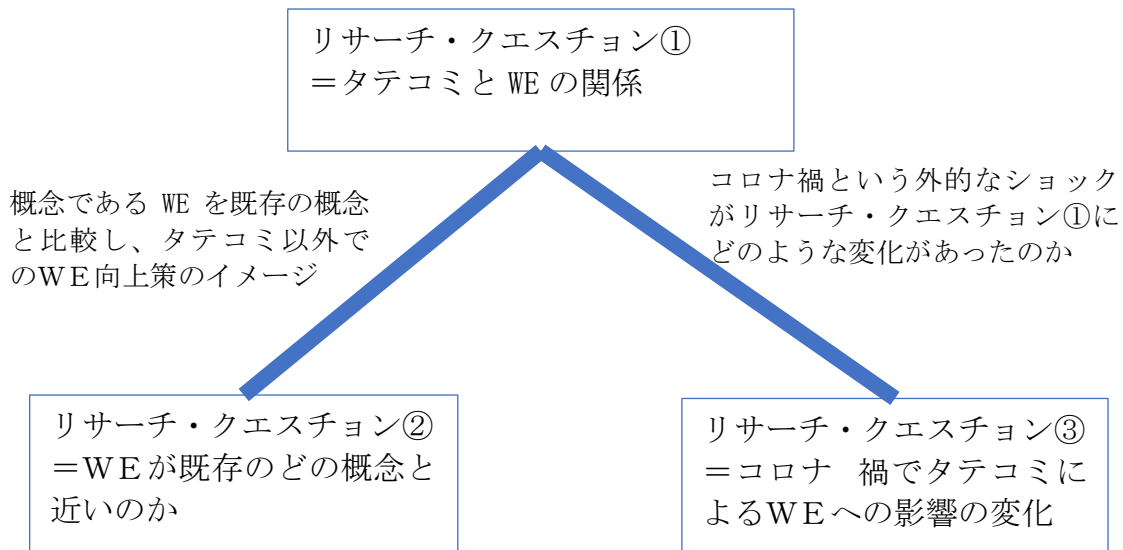 リサーチ・クエスチョン①
＝タテコミと WE の関係
概念である WE を既存の概念
と比較し、タテコミ以外で
のＷＥ向上策のイメージ
コロナ禍という外的なショック
がリサーチ・クエスチョン①に
どのような変化があったのか
リサーチ・クエスチョン②
＝ＷＥが既存のどの概念と
近いのか
リサーチ・クエスチョン③
＝コロナ 禍でタテコミに
よるＷＥへの影響の変化